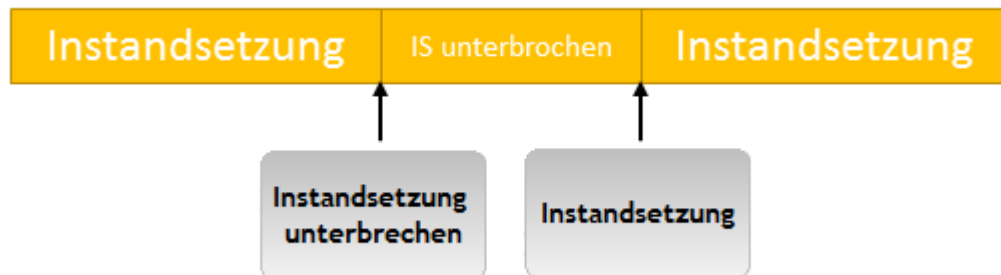 Instandsetzung
IS unterbrochen
Instandsetzung
Instandsetzung
unterbrechen
Instandsetzung